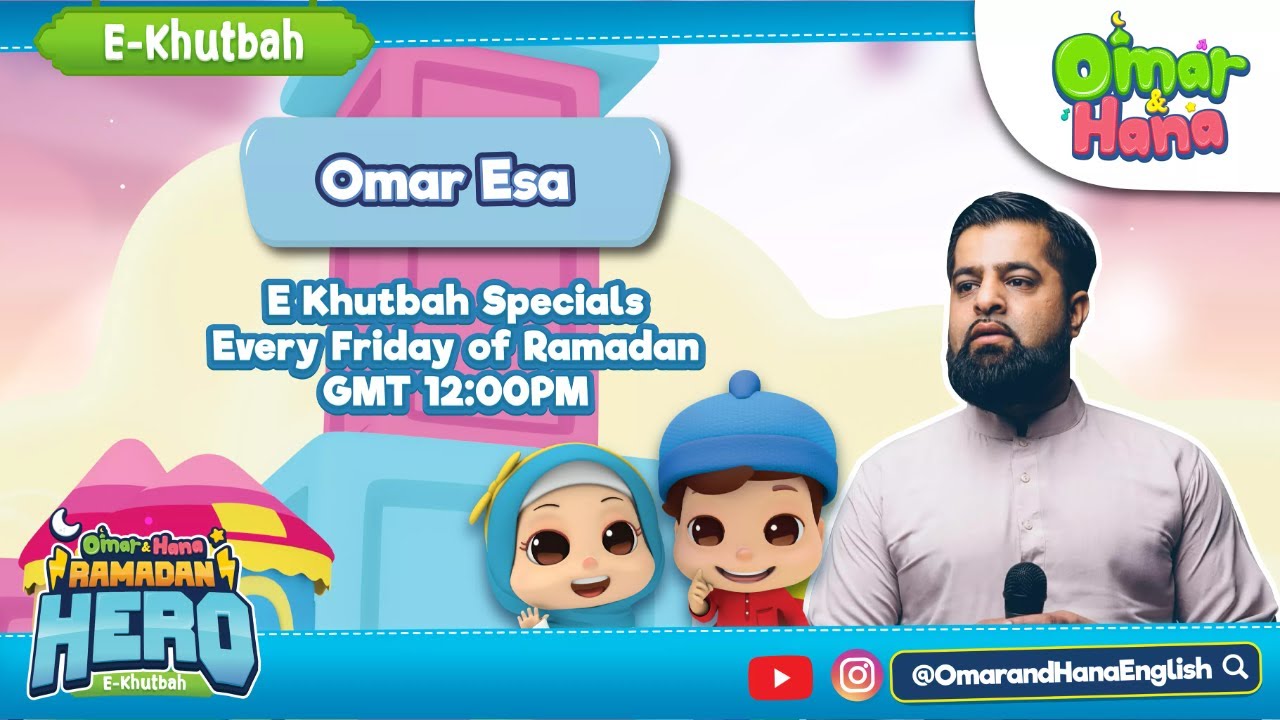 E-Khutbah
Omar
&
Hana
Omar Esa
E Khutbah Specials
Every Friday of Ramadan
GMT 12:00PM
Omar & Hana
RAMADAN
HERO
E-Khutbah
@OmarandHanaEnglish